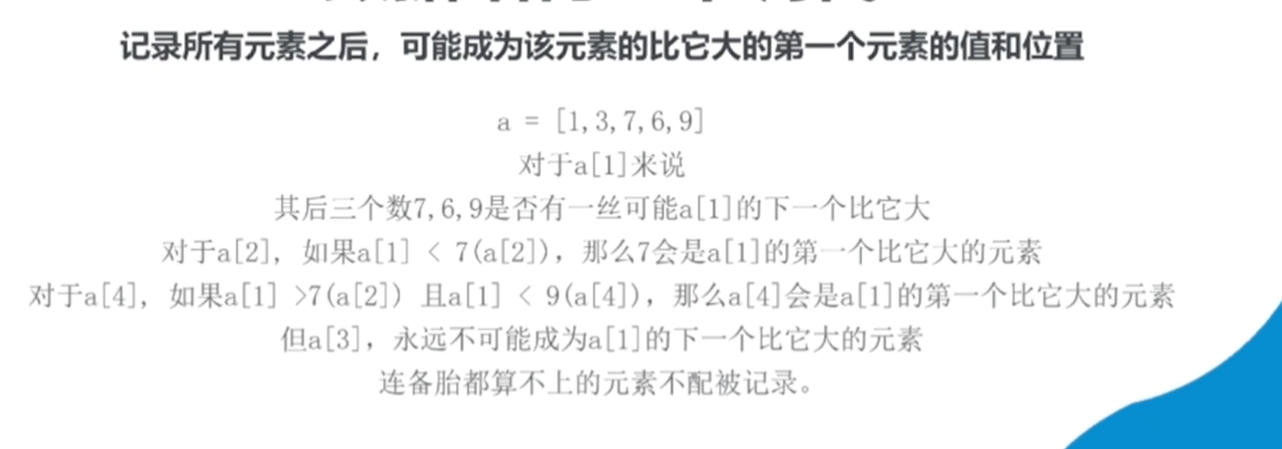 记录所有元素之后，可能成为该元素的比它大的第一个元素的值和位置
a = [1,3,7,6,9]
对于a[1]来说
其后三个数7,6,9是否有一丝可能a[1]的下一个比它大
对于a[2]，如果a[1] < 7(a[2])，那么7会是a[1]的第一个比它大的元素
对于a[4]，如果a[1] >7(a[2]) 且a[1] < 9(a[4])，那么a[4]会是a[1]的第一个比它大的元素
但a[3]，永远不可能成为a[1]的下一个比它大的元素
连备胎都算不上的元素不配被记录。